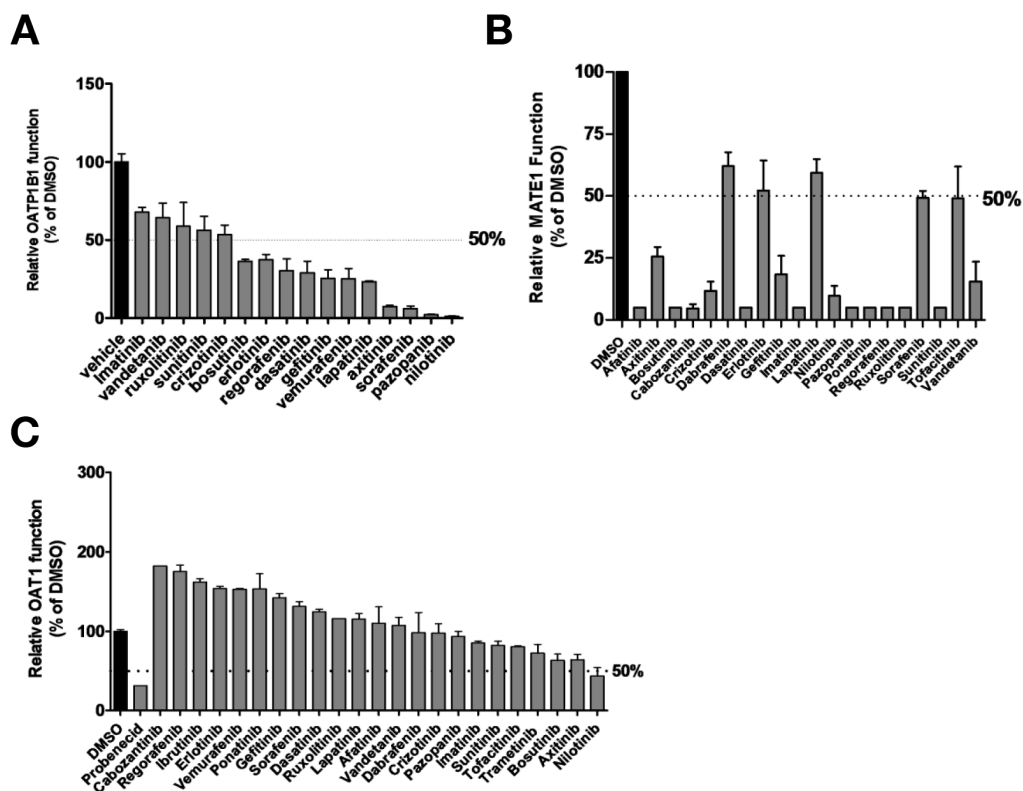 A
Relative OATP1B1 function
(% of DMSO)
150
100
50
0
50%
vehicle
Imatinib
vandetanib
ruxolitinib
sunitinib
crizotinib
bosutinib
erlotinib
regorafenib
dasatinib
gefitinib
vemurafenib
lapatinib
axitinib
sorafenib
pazopanib
nilotinib
B
Relative MATE1 Function
(% of DMSO)
100
75
50
25
0
50%
DMSO
Afatinib
Axitinib
Bosutinib
Cabozantinib
Crizotinib
Dabrafenib
Dasatinib
Erlotinib
Gefitinib
Imatinib
Lapatinib
Nilotinib
Pazopanib
Ponatinib
Regorafenib
Ruxolitinib
Sorafenib
Sunitinib
Tofacitinib
Vandetanib
C
Relative OAT1 function
(% of DMSO)
300
200
100
0
50%
DMSO
Probenecid
Cabozantinib
Regorafenib
Ibrutinib
Erlotinib
Vemurafenib
Ponatinib
Gefitinib
Sorafenib
Dasatinib
Ruxolitinib
Lapatinib
Afatinib
Vandetanib
Dabrafenib
Crizotinib
Pazopanib
Imatinib
Sunitinib
Tofacitinib
Trametinib
Bosutinib
Axitinib
Nilotinib